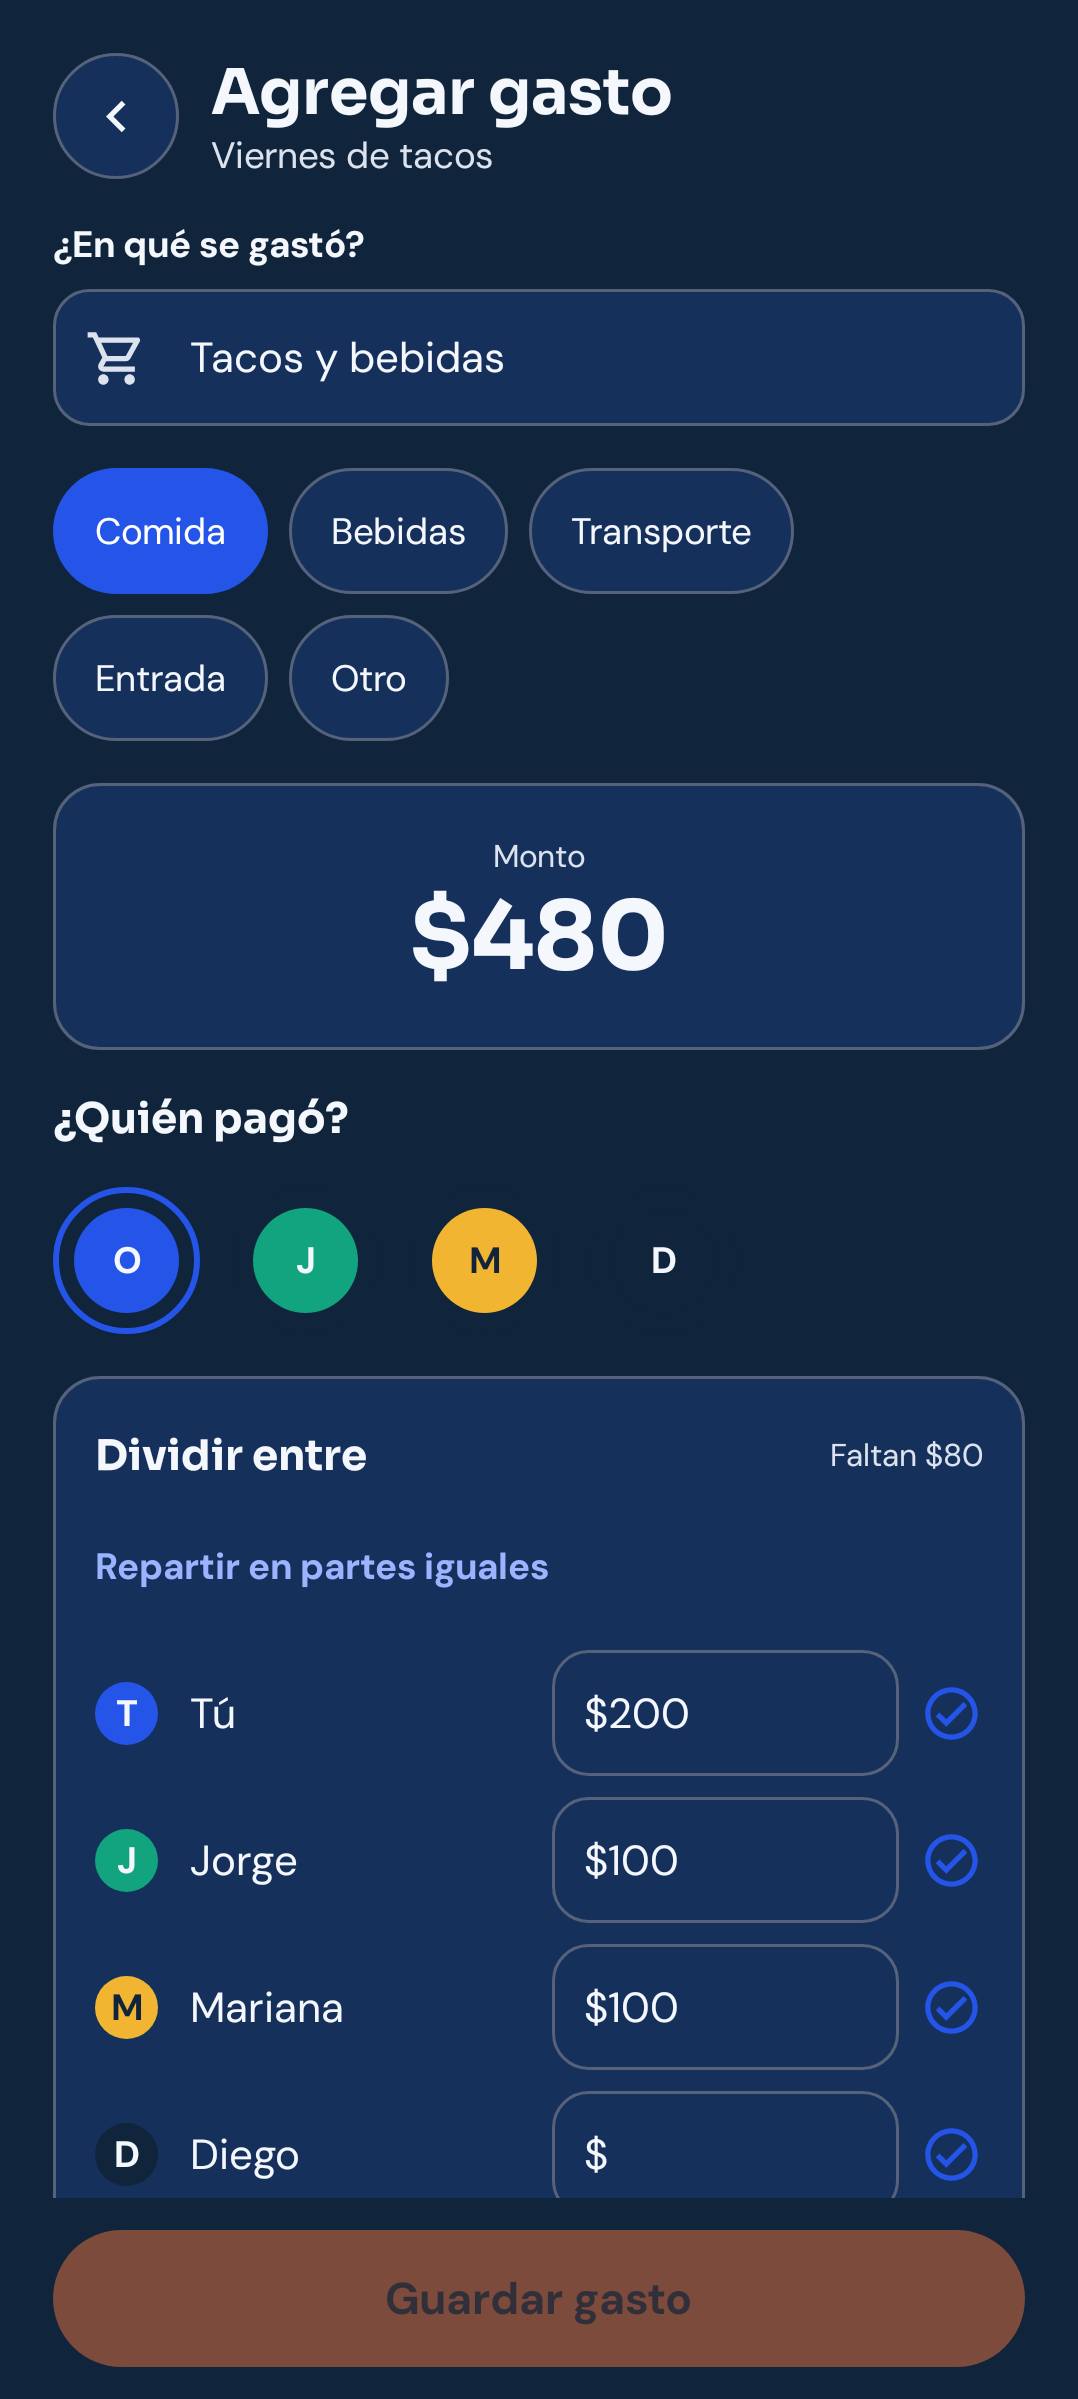 Agregar gasto
Viernes de tacos
¿En qué se gastó?
Tacos y bebidas
Comida
Bebidas
Transporte
Entrada
Otro
Monto
$480
¿Quién pagó?
O
J
M
D
Dividir entre
Faltan $80
Repartir en partes iguales
T
Tú
$200
J
Jorge
$100
M
Mariana
$100
D
Diego
$
Guardar gasto